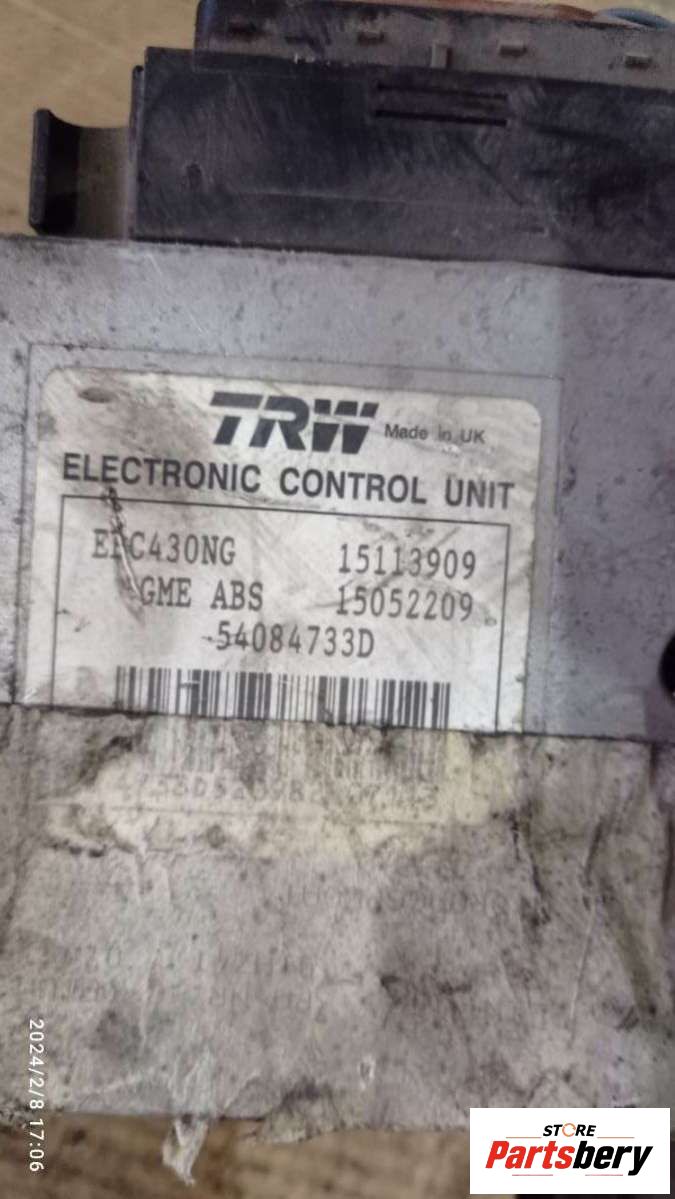 TRW Made in UK
ELECTRONIC CONTROL UNIT
EBC430NG 15113909
GME ABS 15052209
54084733D
2024/2/8 17:06
STORE
Partsbery